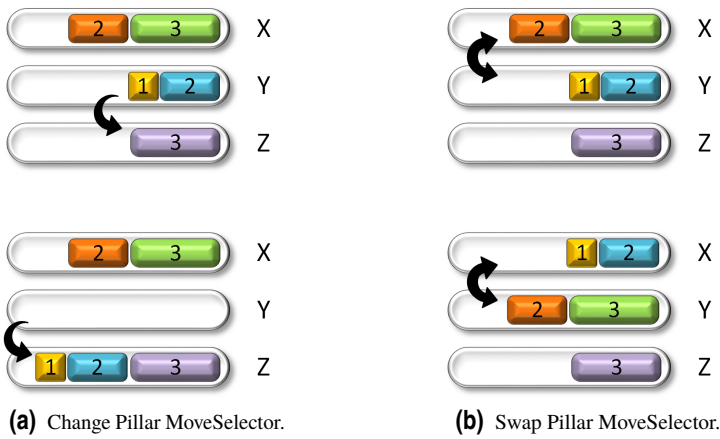 2 3 X
1 2 Y
3 Z
2 3 X
Y
1 2 3 Z
(a) Change Pillar MoveSelector.
2 3 X
1 2 Y
3 Z
1 2 X
2 3 Y
3 Z
(b) Swap Pillar MoveSelector.